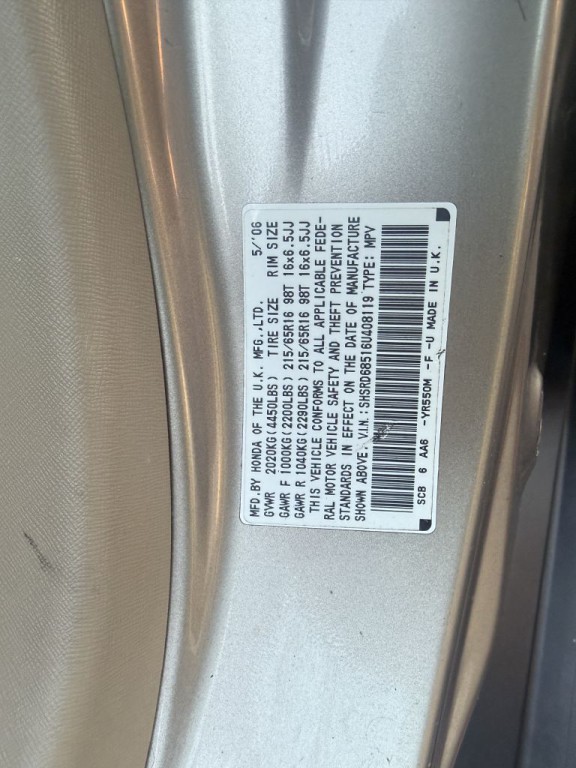 MFD.BY HONDA OF THE U.K. MFG.,LTD. 5/'06
GVWR 2020KG(4450LBS) TIRE SIZE RIM SIZE
GAWR F 1000KG(2200LBS) 215/65R16 98T 16x6.5JJ
GAWR R 1040KG(2290LBS) 215/65R16 98T 16x6.5JJ
THIS VEHICLE CONFORMS TO ALL APPLICABLE FEDE-
RAL MOTOR VEHICLE SAFETY AND THEFT PREVENTION
STANDARDS IN EFFECT ON THE DATE OF MANUFACTURE
SHOWN ABOVE. V.I.N.:SHSRD68516U408119 TYPE: MPV
SCB 6 AA6 -YR550M -F -U MADE IN U.K.